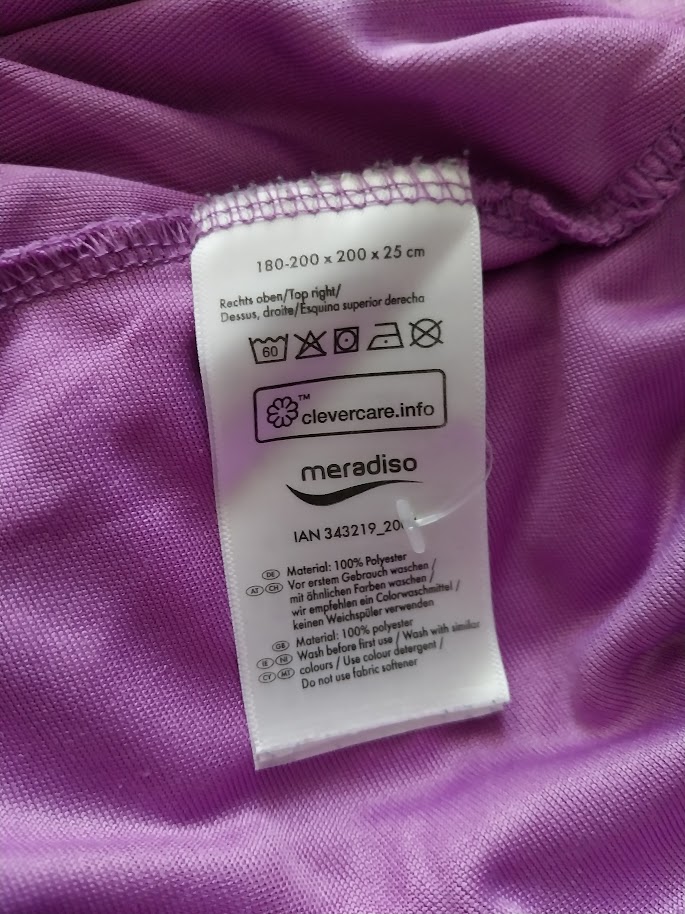 180-200 x 200 x 25 cm
Rechts oben/Top right/
Dessus, droite/Esquina superior derecha
60
™
clevercare.info
meradiso
IAN 343219_20
DE Material: 100% Polyester
AT CH Vor erstem Gebrauch waschen /
mit ähnlichen Farben waschen /
wir empfehlen ein Colorwaschmittel /
keinen Weichspüler verwenden
GB Material: 100% polyester
IE NI Wash before first use / Wash with similar
CY MT colours / Use colour detergent /
Do not use fabric softener